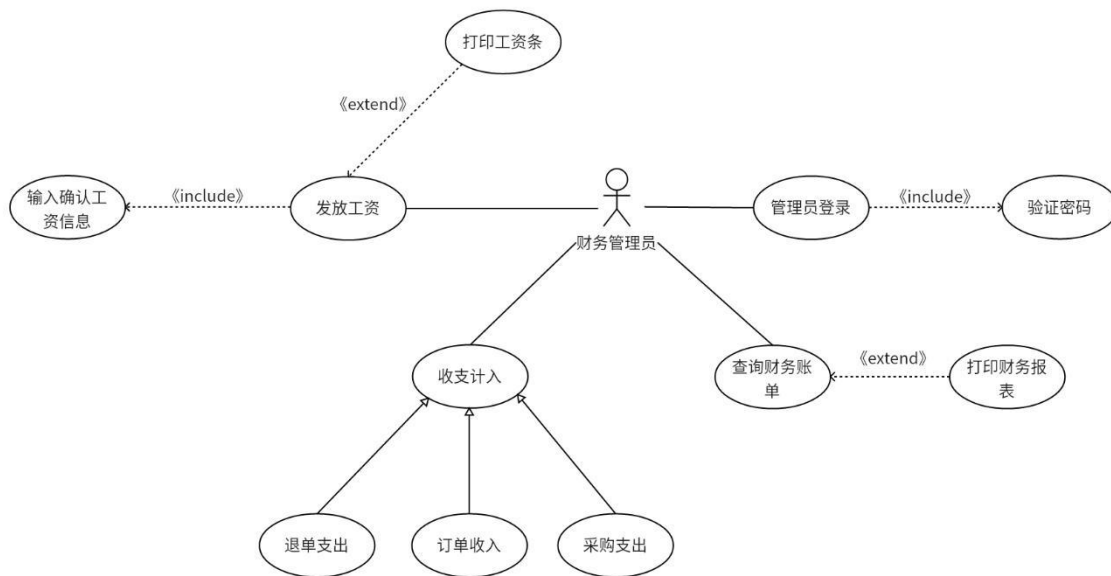 打印工资条
《extend》
输入确认工
资信息
《include》
发放工资
财务管理员
管理员登录
《include》
验证密码
收支计入
查询财务账
单
《extend》
打印财务报
表
退单支出
订单收入
采购支出